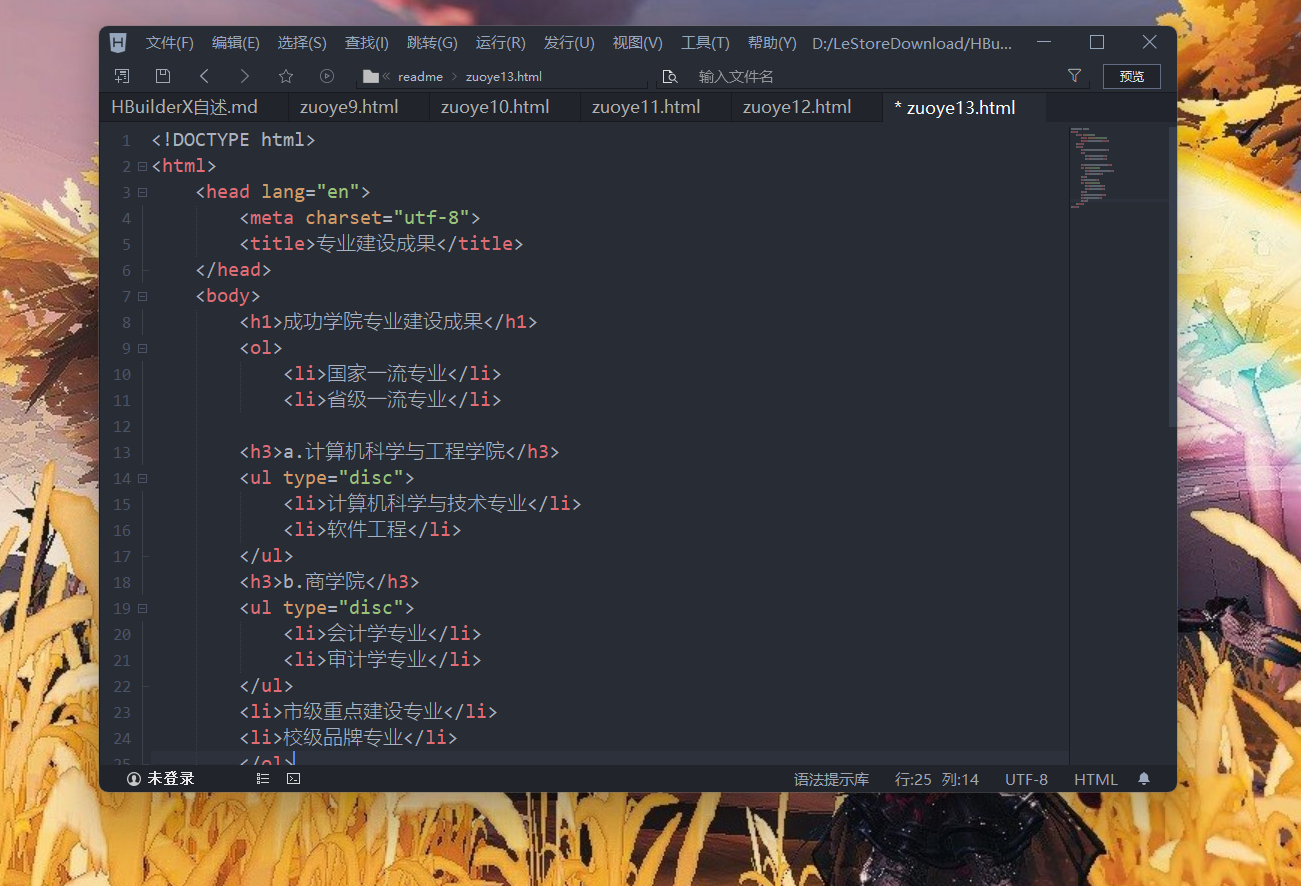 文件(F) 编辑(E) 选择(S) 查找(I) 跳转(G) 运行(R) 发行(U) 视图(V) 工具(T) 帮助(Y) D:/LeStoreDownload/HBu...
readme zuoye13.html 输入文件名 预览
HBuilderX自述.md zuoye9.html zuoye10.html zuoye11.html zuoye12.html * zuoye13.html
1 <!DOCTYPE html>
2 <html>
3 <head lang="en">
4 <meta charset="utf-8">
5 <title>专业建设成果</title>
6 </head>
7 <body>
8 <h1>成功学院专业建设成果</h1>
9 <ol>
10 <li>国家一流专业</li>
11 <li>省级一流专业</li>
12
13 <h3>a.计算机科学与工程学院</h3>
14 <ul type="disc">
15 <li>计算机科学与技术专业</li>
16 <li>软件工程</li>
17 </ul>
18 <h3>b.商学院</h3>
19 <ul type="disc">
20 <li>会计学专业</li>
21 <li>审计学专业</li>
22 </ul>
23 <li>市级重点建设专业</li>
24 <li>校级品牌专业</li>
25 </ol>
未登录 语法提示库 行:25 列:14 UTF-8 HTML